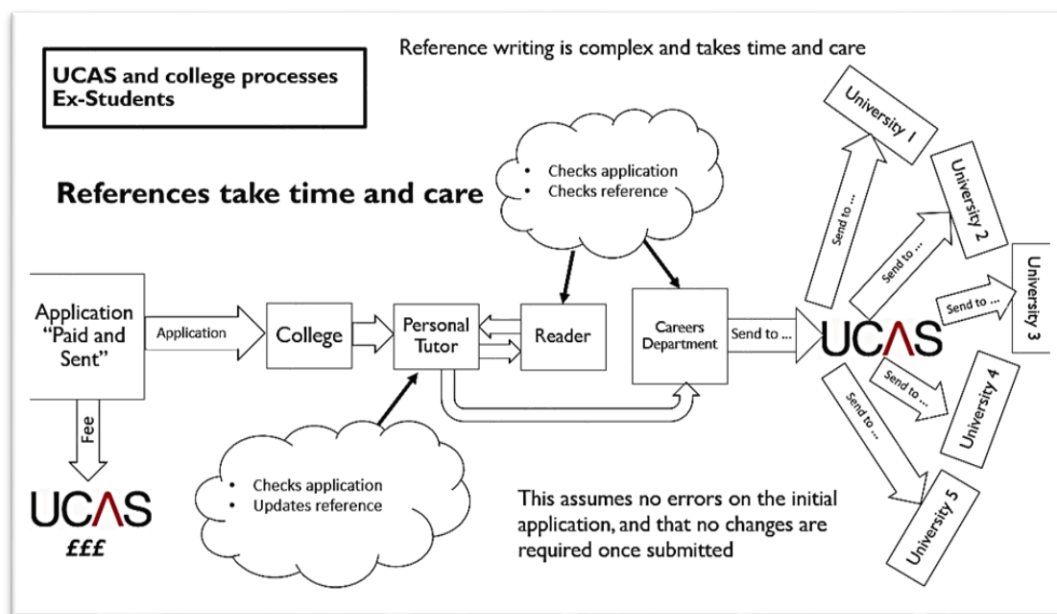 Reference writing is complex and takes time and care
UCAS and college processes
Ex-Students
References take time and care
• Checks application
• Checks reference
Application
"Paid and
Sent"
Application
College
Personal
Tutor
Reader
Careers
Department
Send to ...
UCAS
Send to ...
University 1
Send to ...
University 2
Send to ...
University 3
Send to ...
University 4
Send to ...
University 5
Fee
UCAS
£££
• Checks application
• Updates reference
This assumes no errors on the initial
application, and that no changes are
required once submitted